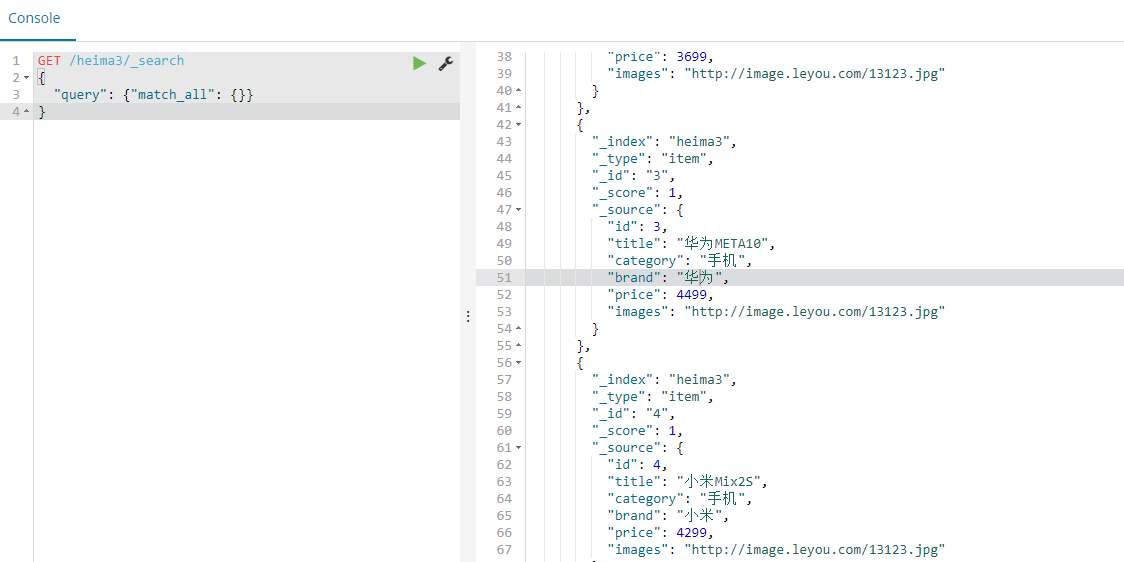 Console
1 GET /heima3/_search
2 {
3 "query": {"match_all": {}}
4 }
38 "price": 3699,
39 "images": "http://image.leyou.com/13123.jpg"
40 }
41 },
42 {
43 "_index": "heima3",
44 "_type": "item",
45 "_id": "3",
46 "_score": 1,
47 "_source": {
48 "id": 3,
49 "title": "华为META10",
50 "category": "手机",
51 "brand": "华为",
52 "price": 4499,
53 "images": "http://image.leyou.com/13123.jpg"
54 }
55 },
56 {
57 "_index": "heima3",
58 "_type": "item",
59 "_id": "4",
60 "_score": 1,
61 "_source": {
62 "id": 4,
63 "title": "小米Mix2S",
64 "category": "手机",
65 "brand": "小米",
66 "price": 4299,
67 "images": "http://image.leyou.com/13123.jpg"